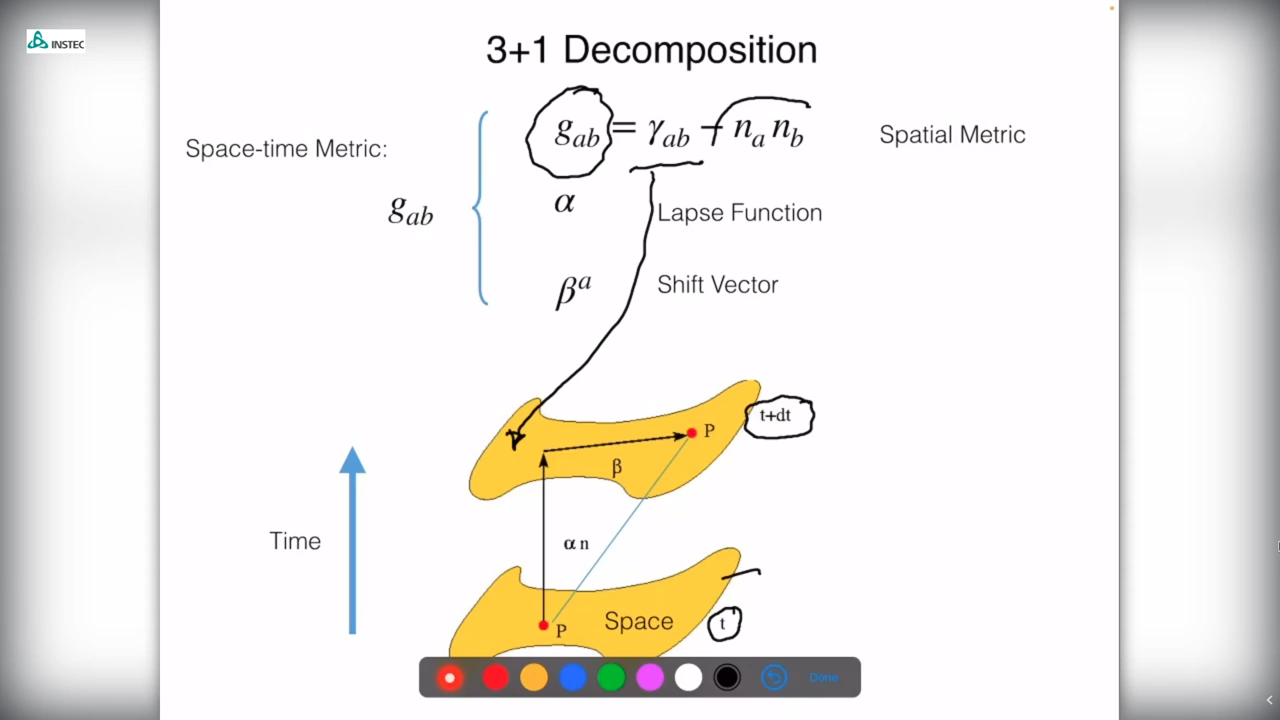 INSTEC
3+1 Decomposition
Space-time Metric:
g_ab
g_ab = γ_ab − n_a n_b
Spatial Metric
α
Lapse Function
β^a
Shift Vector
t+dt
P
β
Time
α n
Space
t
P
Done